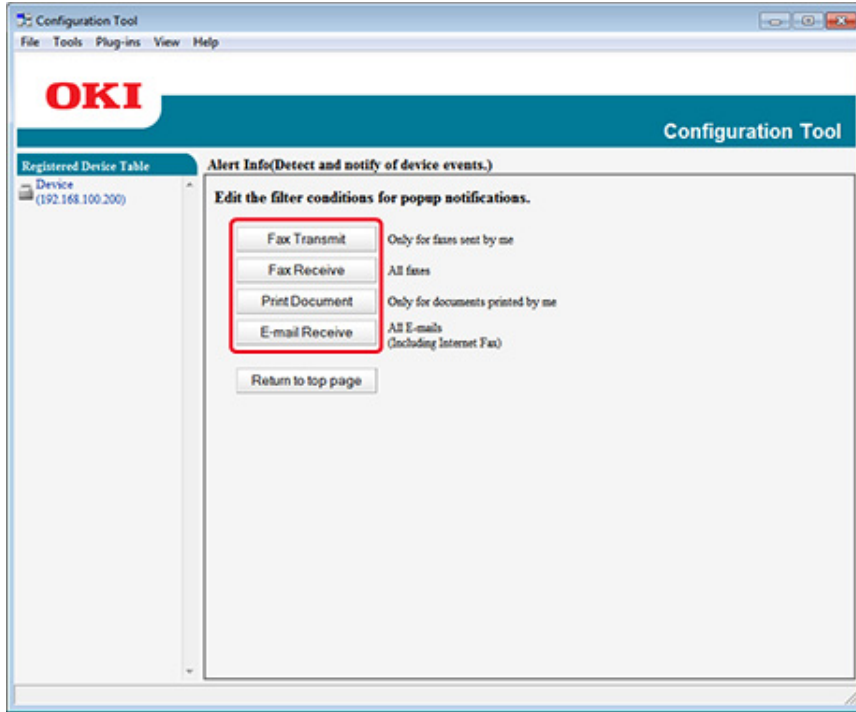 Configuration Tool
File Tools Plug-ins View Help
OKI
Configuration Tool
Registered Device Table
Device
(192.168.100.200)
Alert Info(Detect and notify of device events.)
Edit the filter conditions for popup notifications.
Fax Transmit Only for faxes sent by me
Fax Receive All faxes
Print Document Only for documents printed by me
E-mail Receive All E-mails
(Including Internet Fax)
Return to top page